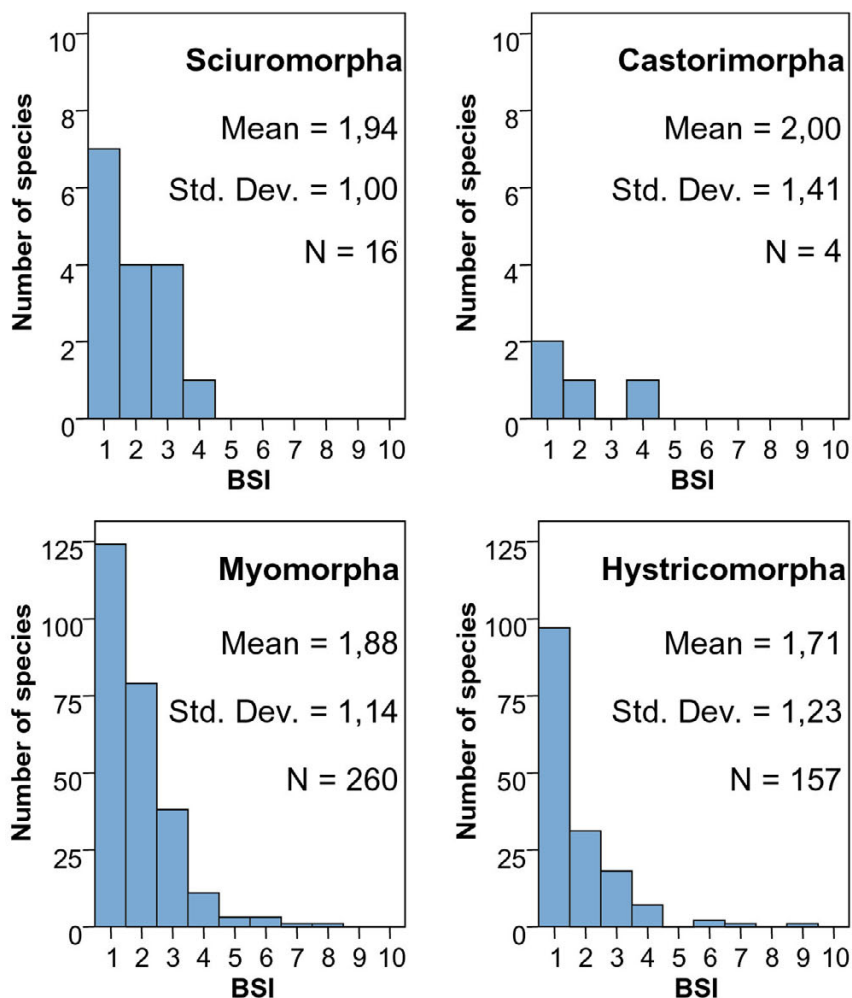 Number of species
10
8
6
4
2
0
Sciuromorpha
Mean = 1,94
Std. Dev. = 1,00
N = 16
1 2 3 4 5 6 7 8 9 10
BSI
Number of species
10
8
6
4
2
0
Castorimorpha
Mean = 2,00
Std. Dev. = 1,41
N = 4
1 2 3 4 5 6 7 8 9 10
BSI
Number of species
125
100
75
50
25
0
Myomorpha
Mean = 1,88
Std. Dev. = 1,14
N = 260
1 2 3 4 5 6 7 8 9 10
BSI
Number of species
125
100
75
50
25
0
Hystricomorpha
Mean = 1,71
Std. Dev. = 1,23
N = 157
1 2 3 4 5 6 7 8 9 10
BSI